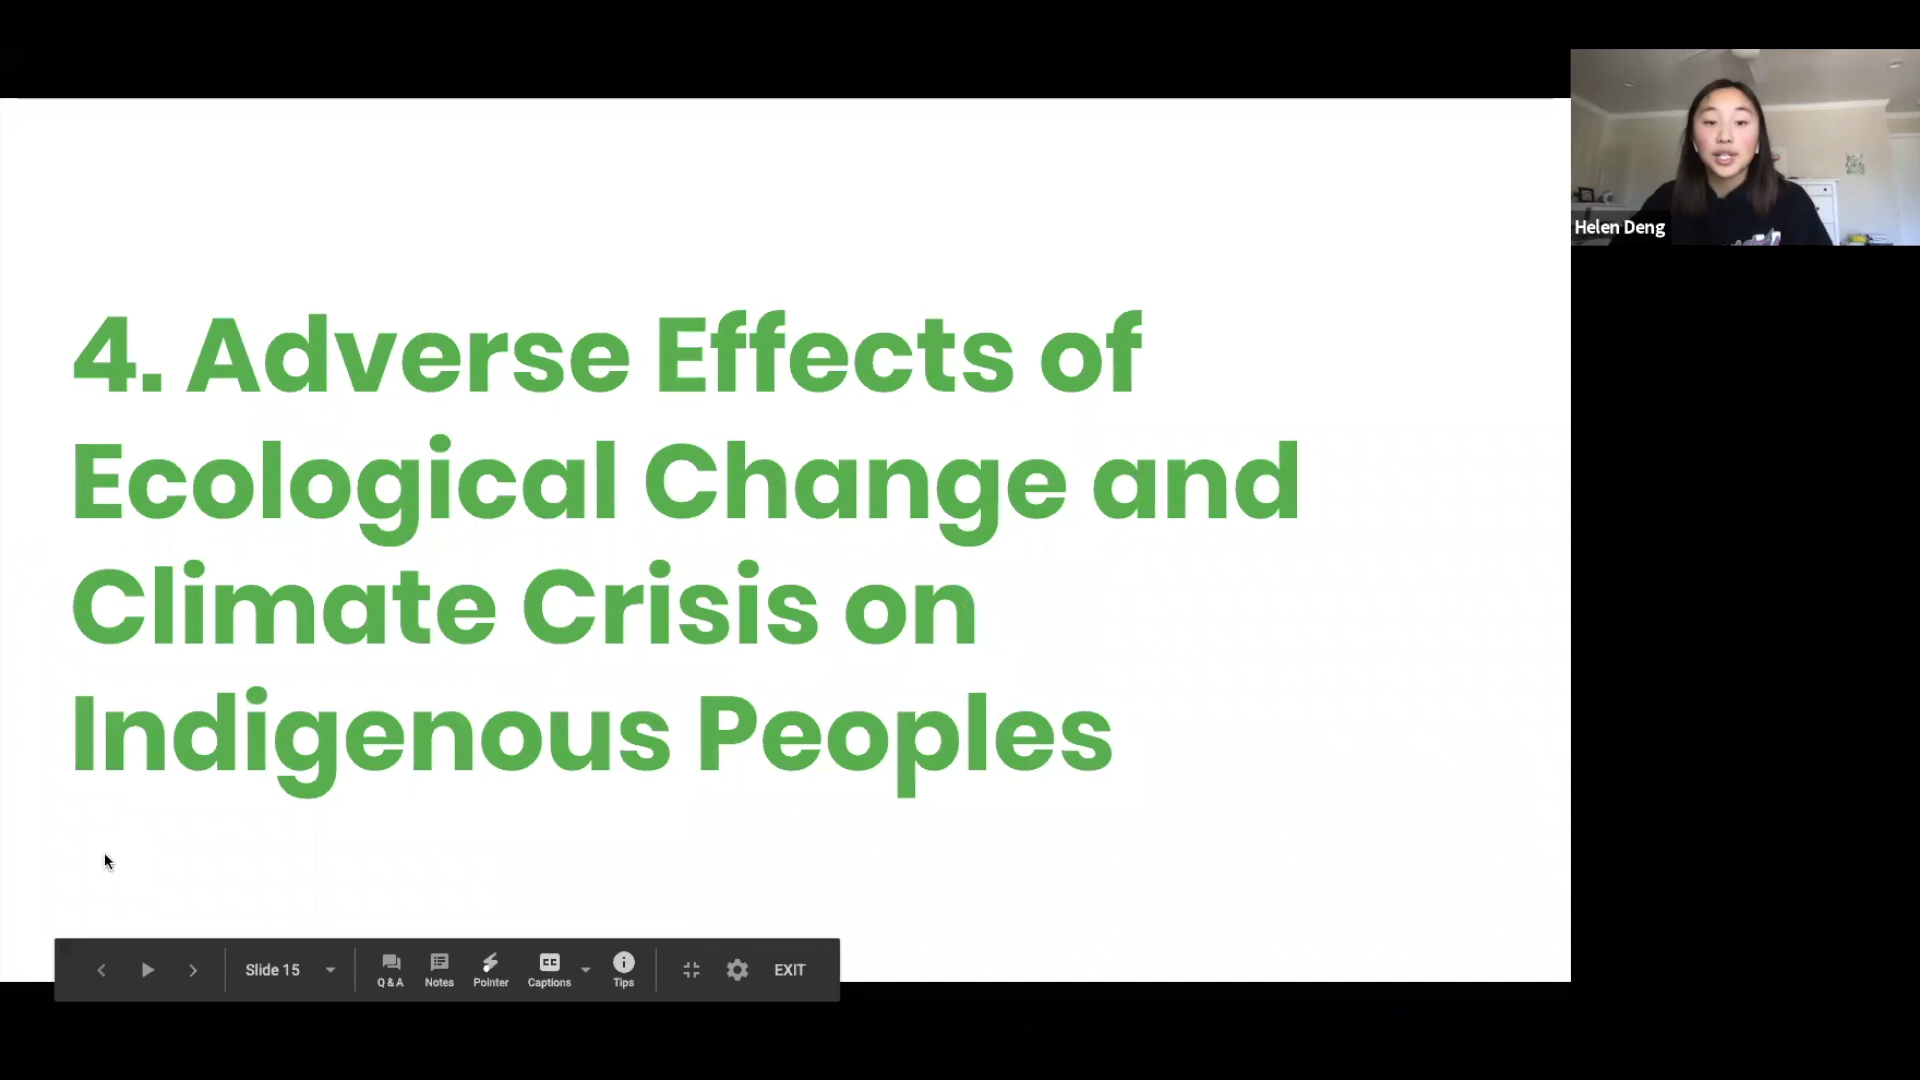 Helen Deng
4. Adverse Effects of
Ecological Change and
Climate Crisis on
Indigenous Peoples
Slide 15
Q & A
Notes
Pointer
Captions
Tips
EXIT